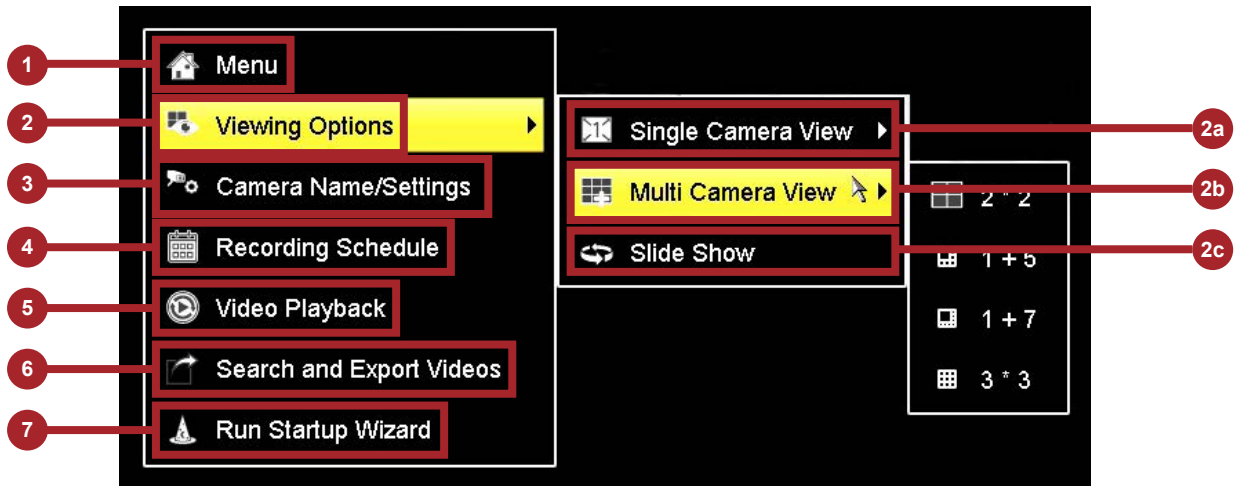 1 Menu
2 Viewing Options
3 Camera Name/Settings
4 Recording Schedule
5 Video Playback
6 Search and Export Videos
7 Run Startup Wizard
1 Single Camera View 2a
Multi Camera View 2b
Slide Show 2c
2 * 2
1 + 5
1 + 7
3 * 3